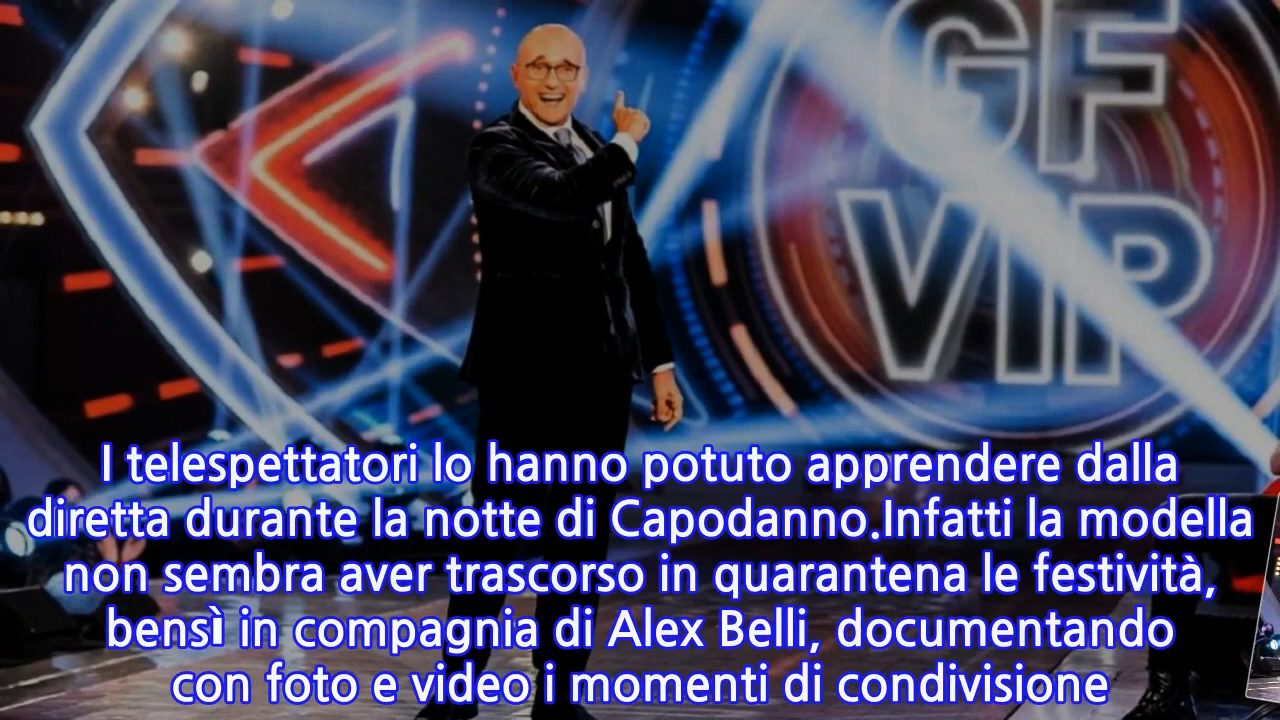 GF
VIP
I telespettatori lo hanno potuto apprendere dalla
diretta durante la notte di Capodanno.Infatti la modella
non sembra aver trascorso in quarantena le festività,
bensì in compagnia di Alex Belli, documentando
con foto e video i momenti di condivisione